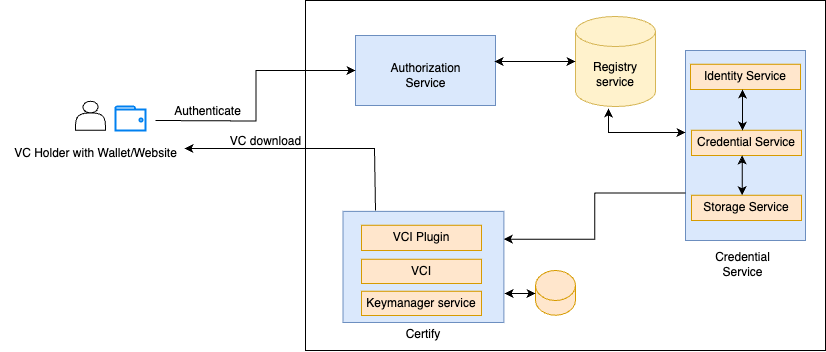 Authorization
Service
Registry
service
Identity Service
Credential Service
Storage Service
Credential
Service
Authenticate
VC Holder with Wallet/Website
VC download
VCI Plugin
VCI
Keymanager service
Certify